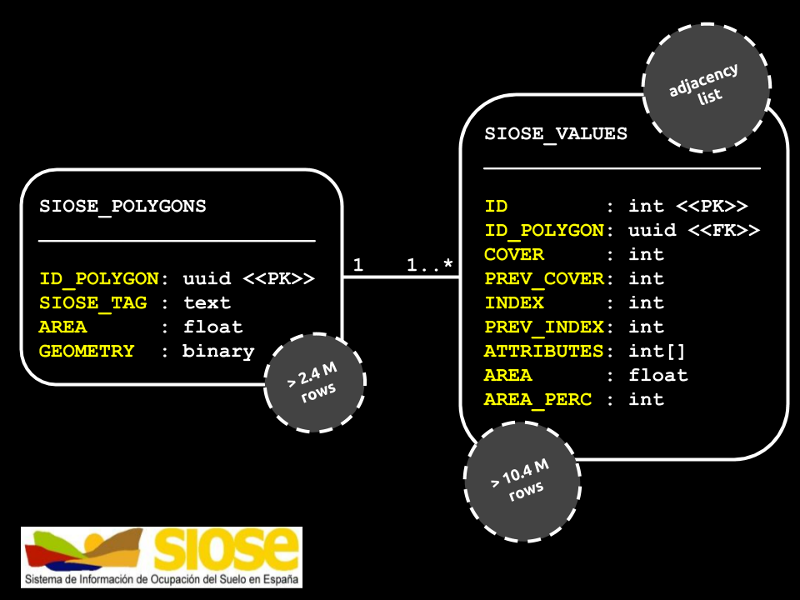 adjacency
list
SIOSE_VALUES
ID : int <<PK>>
ID_POLYGON: uuid <<FK>>
COVER : int
PREV_COVER: int
INDEX : int
PREV_INDEX: int
ATTRIBUTES: int[]
AREA : float
AREA_PERC : int
> 10.4 M
rows
SIOSE_POLYGONS
ID_POLYGON: uuid <<PK>>
SIOSE_TAG : text
AREA : float
GEOMETRY : binary
> 2.4 M
rows
1 1..*
siose
Sistema de Información de Ocupación del Suelo en España